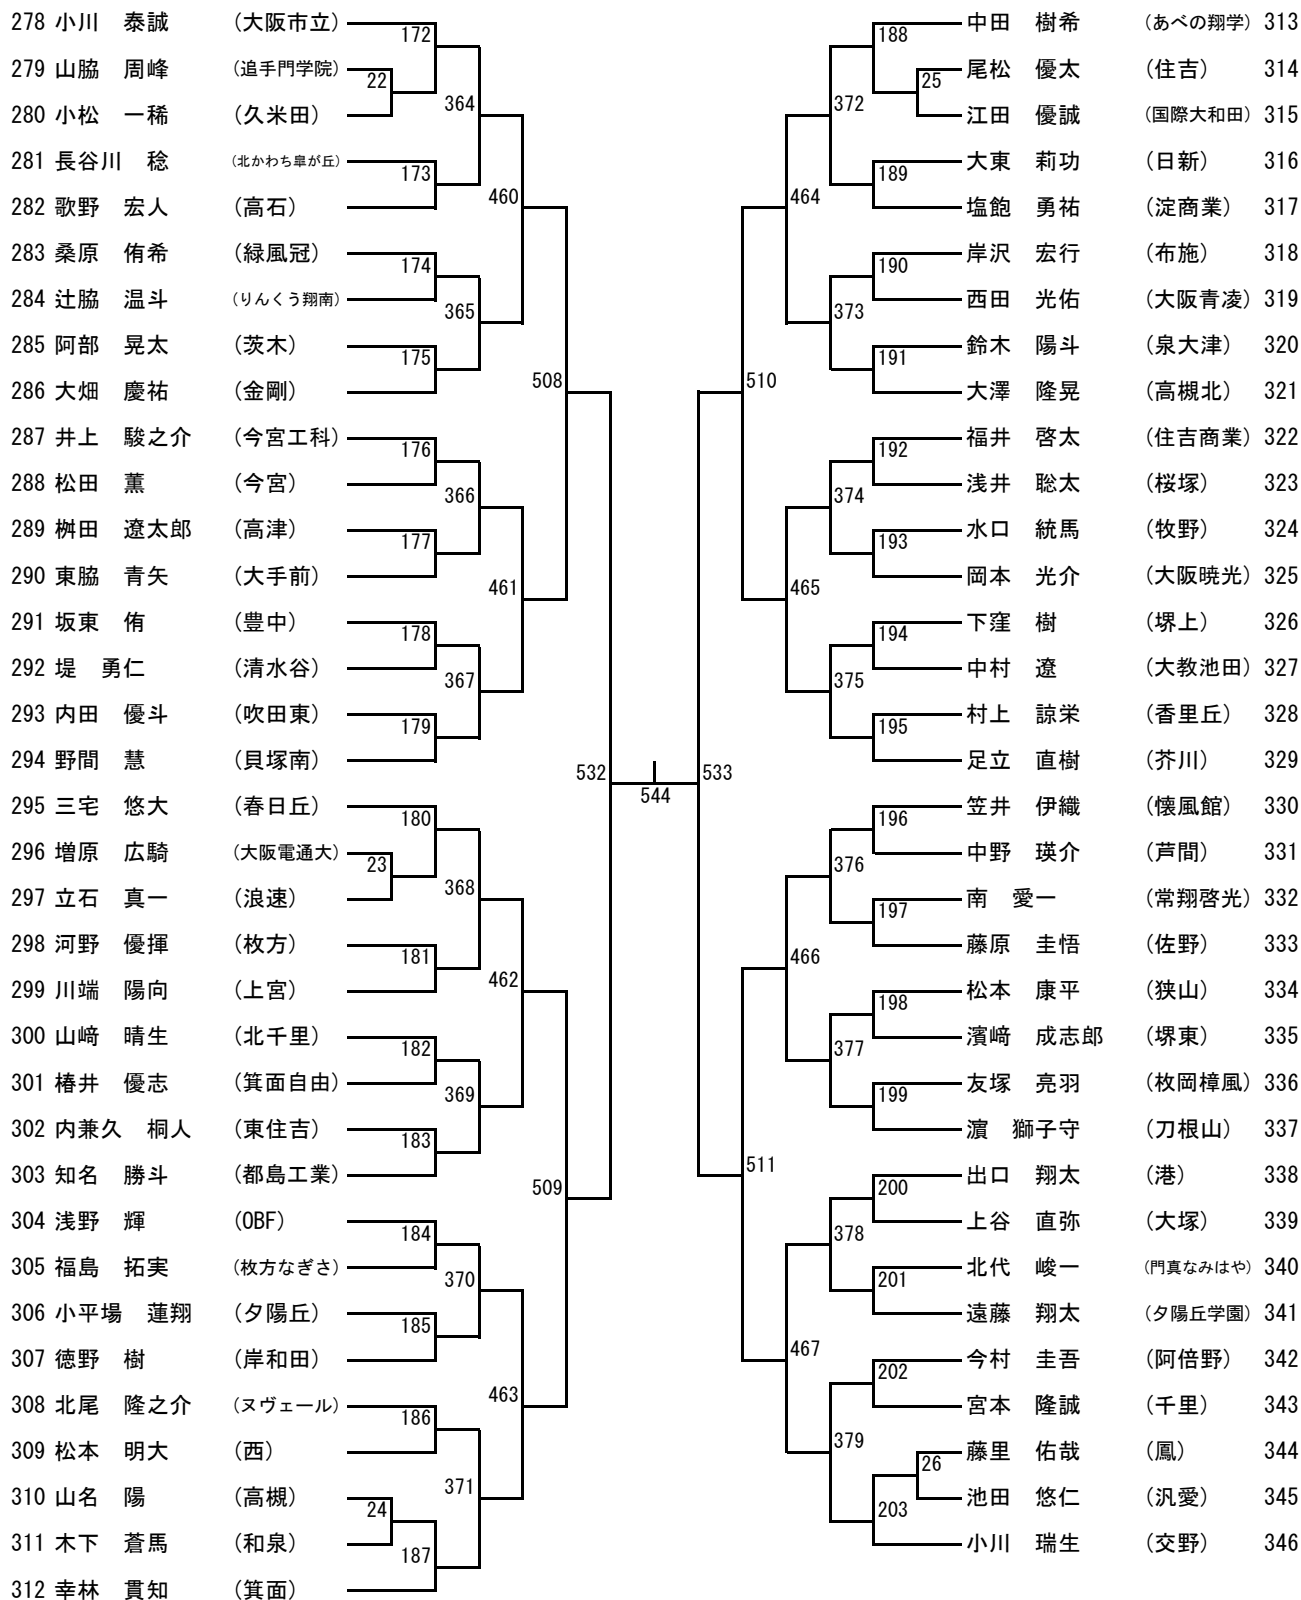 278 小川　泰誠 (大阪市立)
279 山脇　周峰 (追手門学院)
280 小松　一稀 (久米田)
281 長谷川　稔 (北かわち皐が丘)
282 歌野　宏人 (高石)
283 桑原　侑希 (緑風冠)
284 辻脇　温斗 (りんくう翔南)
285 阿部　晃太 (茨木)
286 大畑　慶祐 (金剛)
287 井上　駿之介 (今宮工科)
288 松田　薫 (今宮)
289 桝田　遼太郎 (高津)
290 東脇　青矢 (大手前)
291 坂東　侑 (豊中)
292 堤　勇仁 (清水谷)
293 内田　優斗 (吹田東)
294 野間　慧 (貝塚南)
295 三宅　悠大 (春日丘)
296 増原　広騎 (大阪電通大)
297 立石　真一 (浪速)
298 河野　優揮 (枚方)
299 川端　陽向 (上宮)
300 山﨑　晴生 (北千里)
301 椿井　優志 (箕面自由)
302 内兼久　桐人 (東住吉)
303 知名　勝斗 (都島工業)
304 浅野　輝 (OBF)
305 福島　拓実 (枚方なぎさ)
306 小平場　蓮翔 (夕陽丘)
307 徳野　樹 (岸和田)
308 北尾　隆之介 (ヌヴェール)
309 松本　明大 (西)
310 山名　陽 (高槻)
311 木下　蒼馬 (和泉)
312 幸林　貫知 (箕面)
172
22
364
173
460
174
365
175
508
176
366
177
461
178
367
179
532
180
23
368
181
462
182
369
183
509
184
370
185
463
186
371
24
187
544
533
188
25
372
189
464
190
373
191
510
192
374
193
465
194
375
195
196
376
197
466
198
377
199
511
200
378
201
467
202
379
26
203
中田　樹希 (あべの翔学) 313
尾松　優太 (住吉) 314
江田　優誠 (国際大和田) 315
大東　莉功 (日新) 316
塩飽　勇祐 (淀商業) 317
岸沢　宏行 (布施) 318
西田　光佑 (大阪青凌) 319
鈴木　陽斗 (泉大津) 320
大澤　隆晃 (高槻北) 321
福井　啓太 (住吉商業) 322
浅井　聡太 (桜塚) 323
水口　統馬 (牧野) 324
岡本　光介 (大阪暁光) 325
下窪　樹 (堺上) 326
中村　遼 (大教池田) 327
村上　諒栄 (香里丘) 328
足立　直樹 (芥川) 329
笠井　伊織 (懐風館) 330
中野　瑛介 (芦間) 331
南　愛一 (常翔啓光) 332
藤原　圭悟 (佐野) 333
松本　康平 (狭山) 334
濱﨑　成志郎 (堺東) 335
友塚　亮羽 (枚岡樟風) 336
濵　獅子守 (刀根山) 337
出口　翔太 (港) 338
上谷　直弥 (大塚) 339
北代　峻一 (門真なみはや) 340
遠藤　翔太 (夕陽丘学園) 341
今村　圭吾 (阿倍野) 342
宮本　隆誠 (千里) 343
藤里　佑哉 (鳳) 344
池田　悠仁 (汎愛) 345
小川　瑞生 (交野) 346